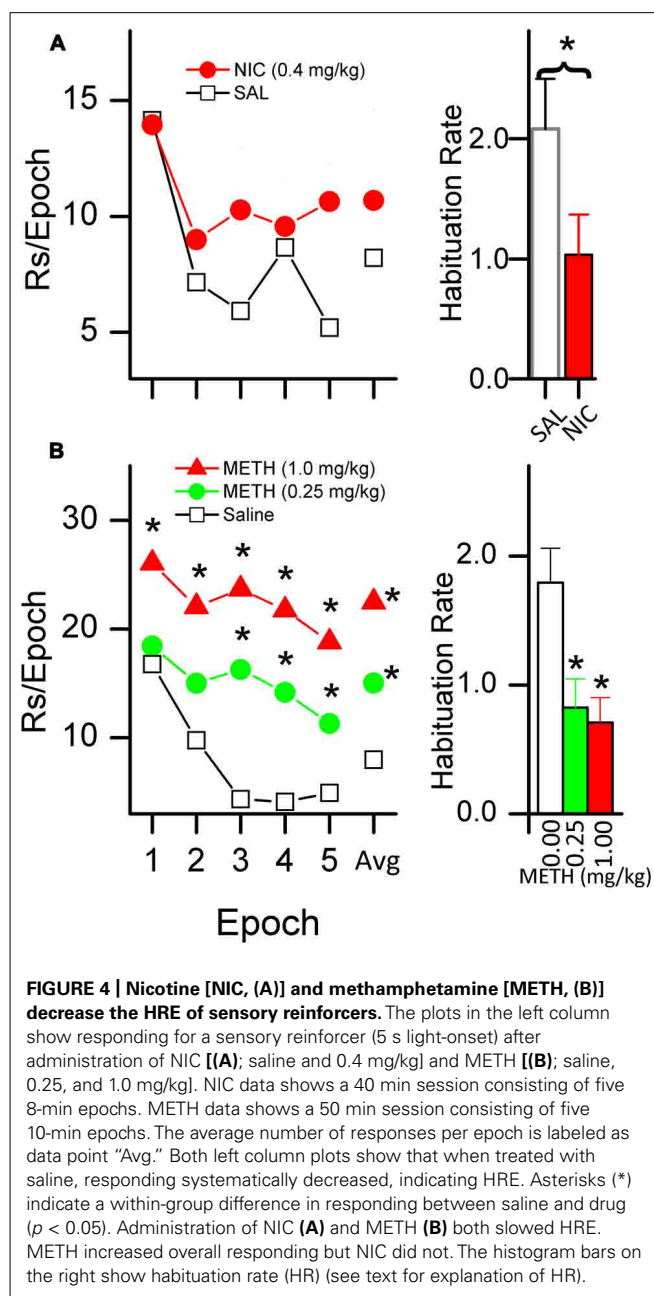 A
NIC (0.4 mg/kg)
SAL
15
10
5
Rs/Epoch
*
2.0
1.0
0.0
Habituation Rate
SAL
NIC
B
METH (1.0 mg/kg)
METH (0.25 mg/kg)
Saline
30
20
10
Rs/Epoch
* * * * * *
* * * *
1 2 3 4 5 Avg
Epoch
2.0
1.0
0.0
Habituation Rate
* *
0.00
0.25
1.00
METH (mg/kg)
FIGURE 4 | Nicotine [NIC, (A)] and methamphetamine [METH, (B)]
decrease the HRE of sensory reinforcers. The plots in the left column
show responding for a sensory reinforcer (5 s light-onset) after
administration of NIC [(A); saline and 0.4 mg/kg] and METH [(B); saline,
0.25, and 1.0 mg/kg]. NIC data shows a 40 min session consisting of five
8-min epochs. METH data shows a 50 min session consisting of five
10-min epochs. The average number of responses per epoch is labeled as
data point “Avg.” Both left column plots show that when treated with
saline, responding systematically decreased, indicating HRE. Asterisks (*)
indicate a within-group difference in responding between saline and drug
(p < 0.05). Administration of NIC (A) and METH (B) both slowed HRE.
METH increased overall responding but NIC did not. The histogram bars on
the right show habituation rate (HR) (see text for explanation of HR).